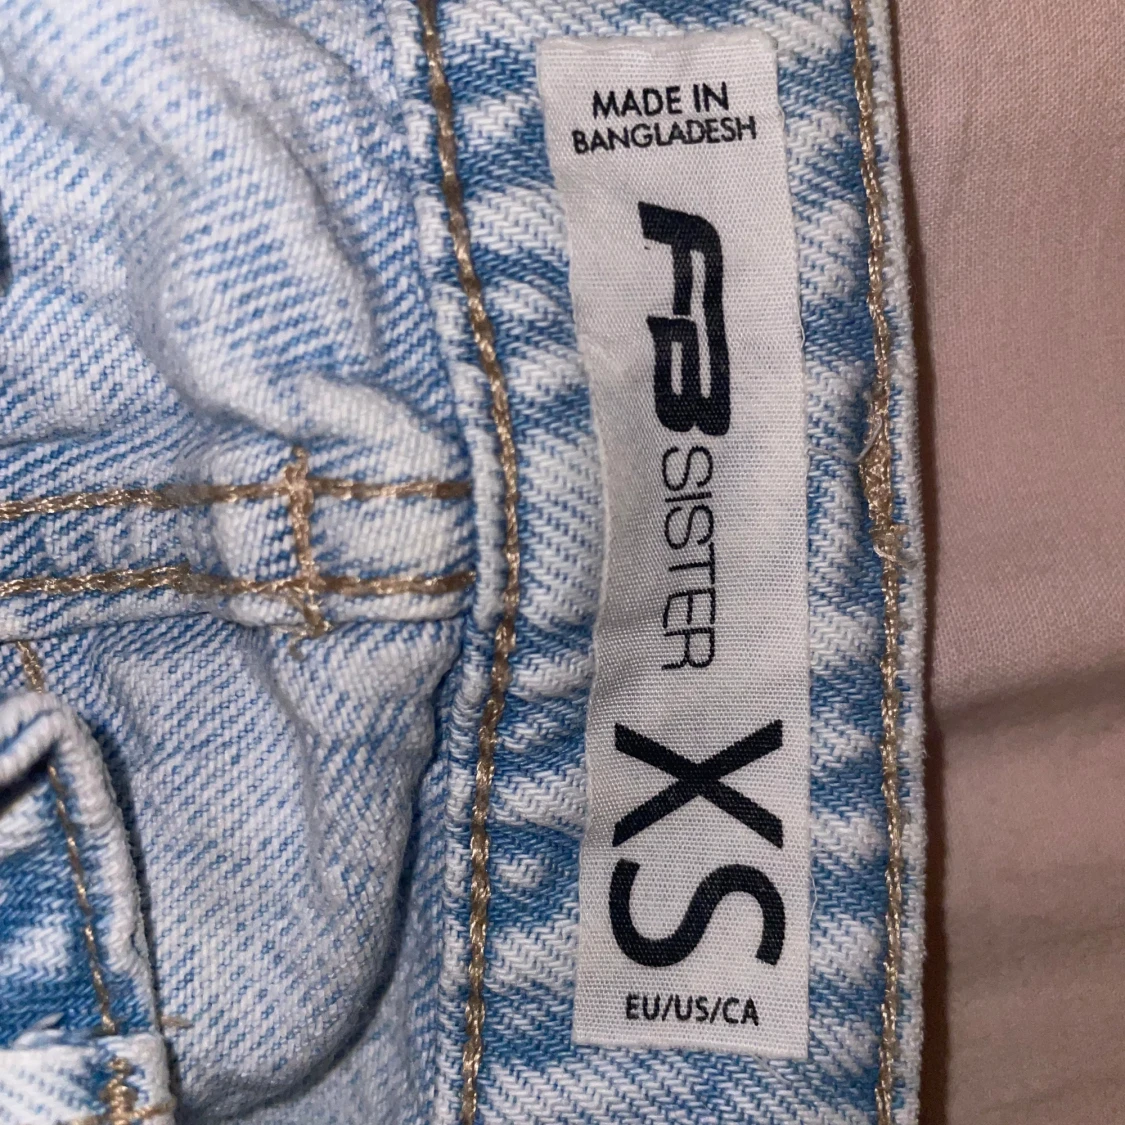 MADE IN
BANGLADESH
FB SISTER
XS
EU/US/CA